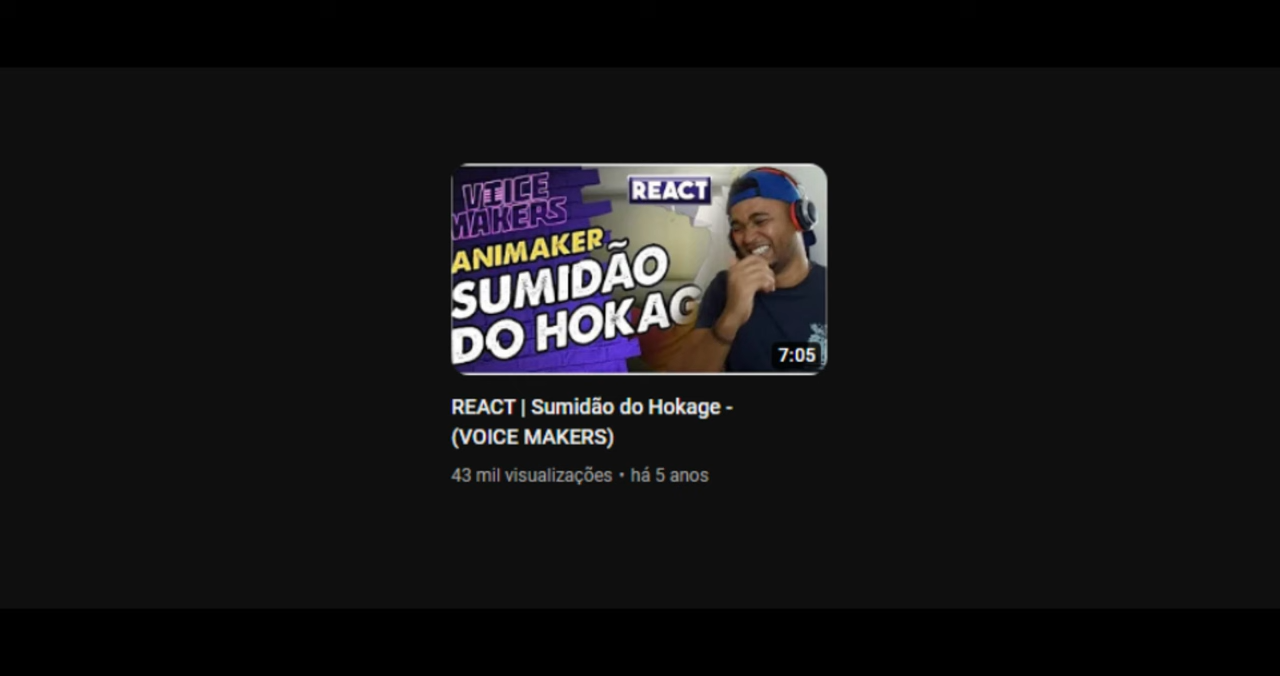 VOICE
MAKERS
REACT
ANIMAKER
SUMIDÃO
DO HOKAG
7:05
REACT | Sumidão do Hokage -
(VOICE MAKERS)
43 mil visualizações • há 5 anos